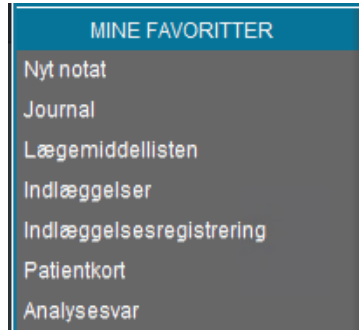 MINE FAVORITTER
Nyt notat
Journal
Lægemiddellisten
Indlæggelser
Indlæggelsesregistrering
Patientkort
Analysesvar